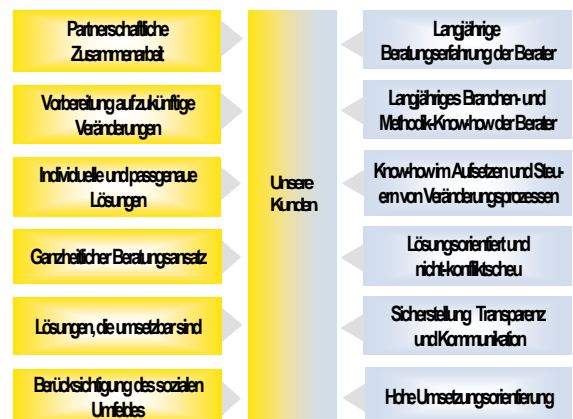 Partnerschaftliche
Zusammenarbeit
Vorbereitung auf zukünftige
Veränderungen
Individuelle und passgenaue
Lösungen
Ganzheitlicher Beratungsansatz
Lösungen, die umsetzbar sind
Berücksichtigung des sozialen
Umfeldes
Unsere
Kunden
Langjährige
Beratungserfahrung der Berater
Langjähriges Branchen- und
Methodik-Know-how der Berater
Know-how im Aufsetzen und Steu-
ern von Veränderungsprozessen
Lösungsorientiert und
nicht-konfliktscheu
Sicherstellung Transparenz
und Kommunikation
Hohe Umsetzungsorientierung